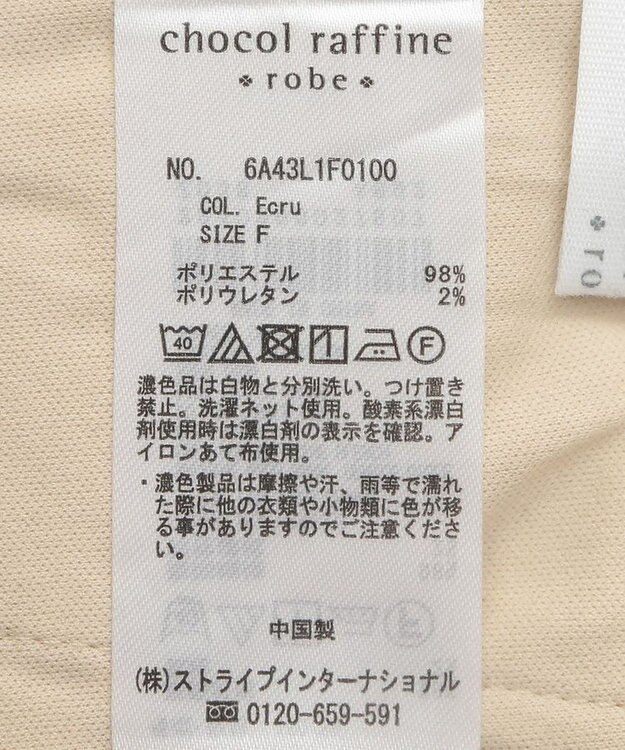 chocol raffine
robe
NO. 6A43L1F0100
COL. Ecru
SIZE F
ポリエステル 98%
ポリウレタン 2%
40 F
濃色品は白物と分別洗い。つけ置き
禁止。洗濯ネット使用。酸素系漂白
剤使用時は漂白剤の表示を確認。ア
イロンあて布使用。
・濃色製品は摩擦や汗、雨等で濡れ
た際に他の衣類や小物類に色が移
る事がありますのでご注意くださ
い。
中国製
(株)ストライプインターナショナル
0120-659-591
ro